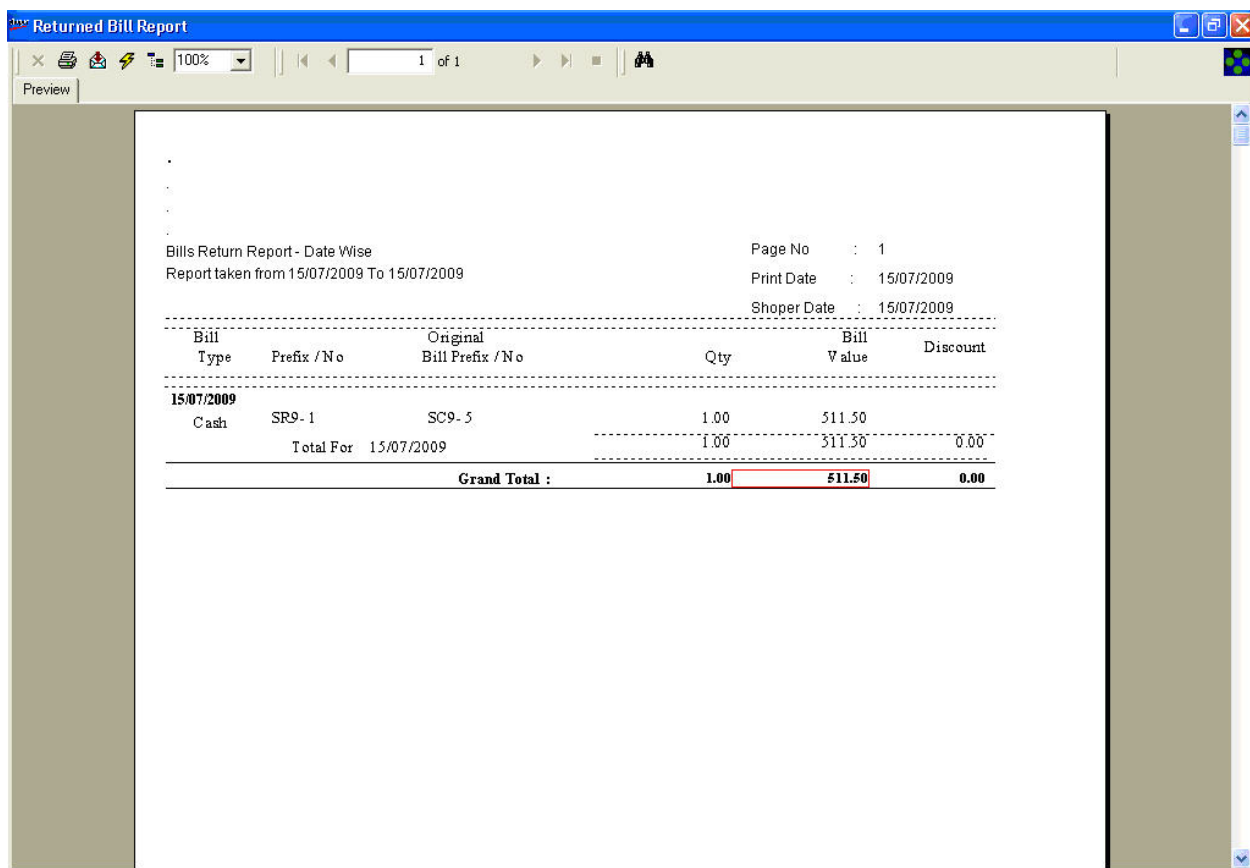 Returned Bill Report
100% 1 of 1
Preview
.
.
.
.
Bills Return Report - Date Wise Page No : 1
Report taken from 15/07/2009 To 15/07/2009 Print Date : 15/07/2009
Shoper Date : 15/07/2009
Bill Original Bill
Type Prefix / No Bill Prefix / No Qty Value Discount
15/07/2009
Cash SR9- 1 SC9- 5 1.00 511.50
Total For 15/07/2009 1.00 511.50 0.00
Grand Total : 1.00 511.50 0.00